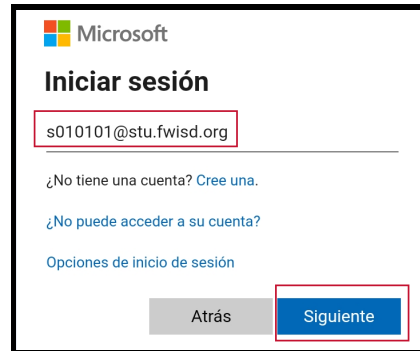 Microsoft
Iniciar sesión
s010101@stu.fwisd.org
¿No tiene una cuenta? Cree una.
¿No puede acceder a su cuenta?
Opciones de inicio de sesión
Atrás Siguiente